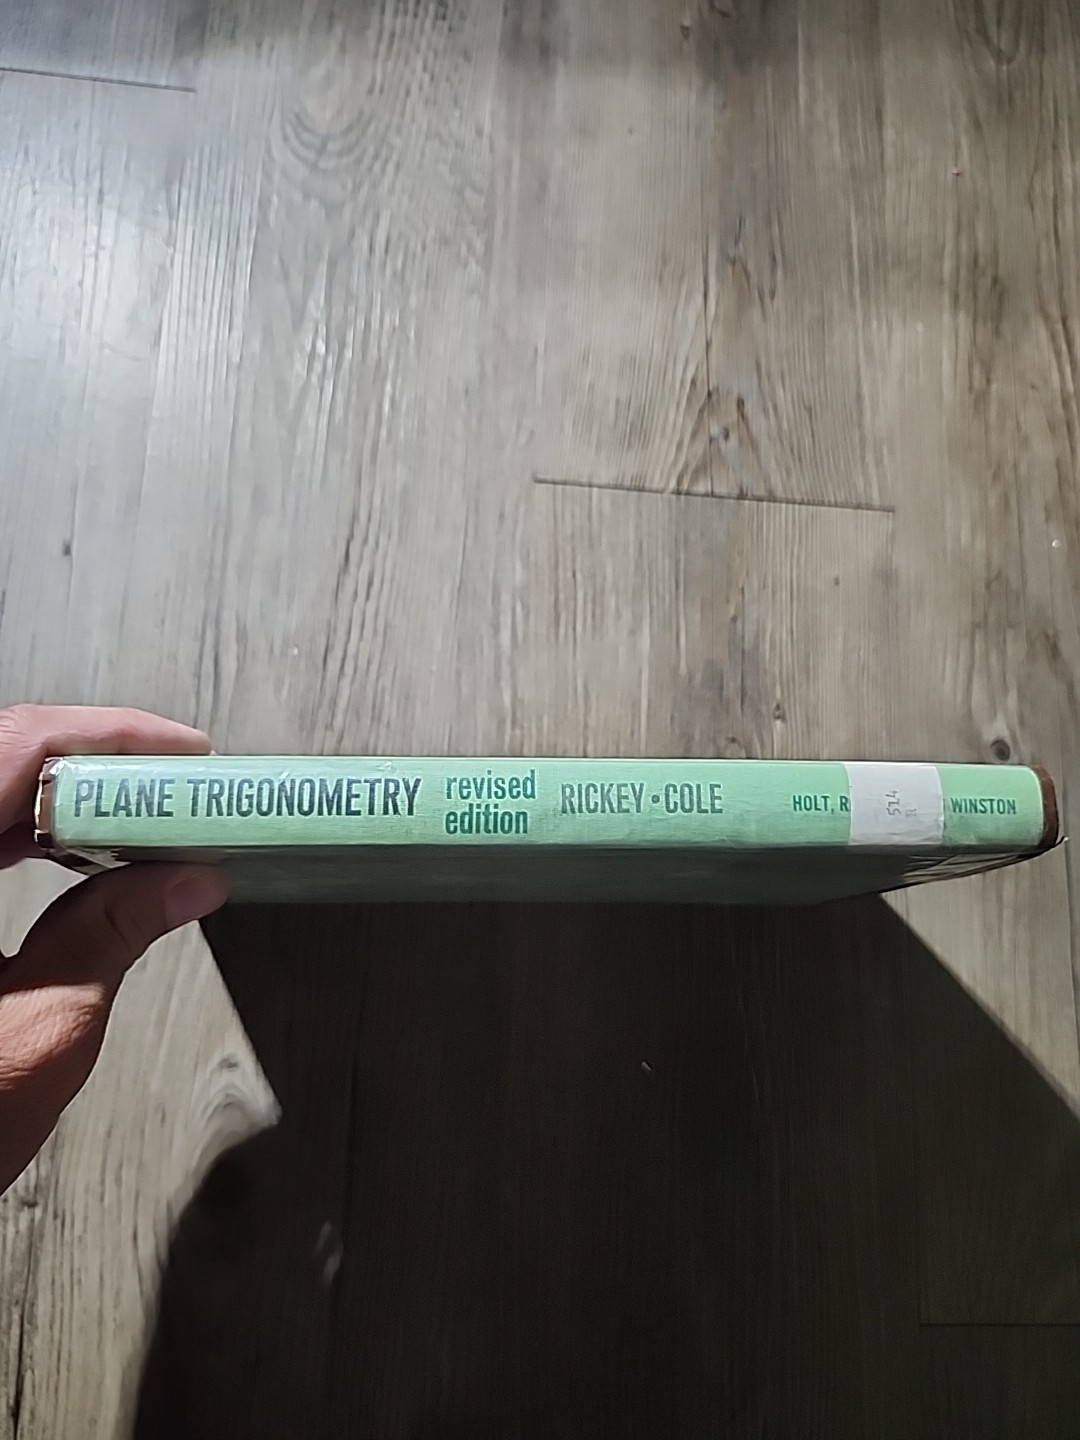 PLANE TRIGONOMETRY revised edition RICKEY • COLE HOLT, R WINSTON
514